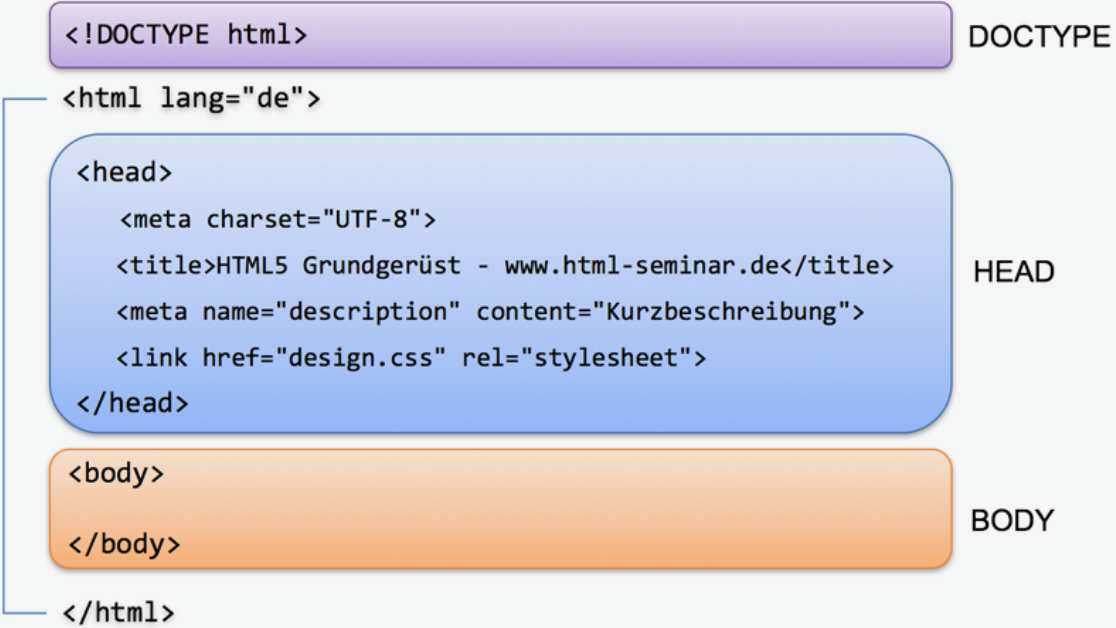 <!DOCTYPE html>
DOCTYPE
<html lang="de">
<head>
<meta charset="UTF-8">
<title>HTML5 Grundgerüst - www.html-seminar.de</title>
HEAD
<meta name="description" content="Kurzbeschreibung">
<link href="design.css" rel="stylesheet">
</head>
<body>
BODY
</body>
</html>